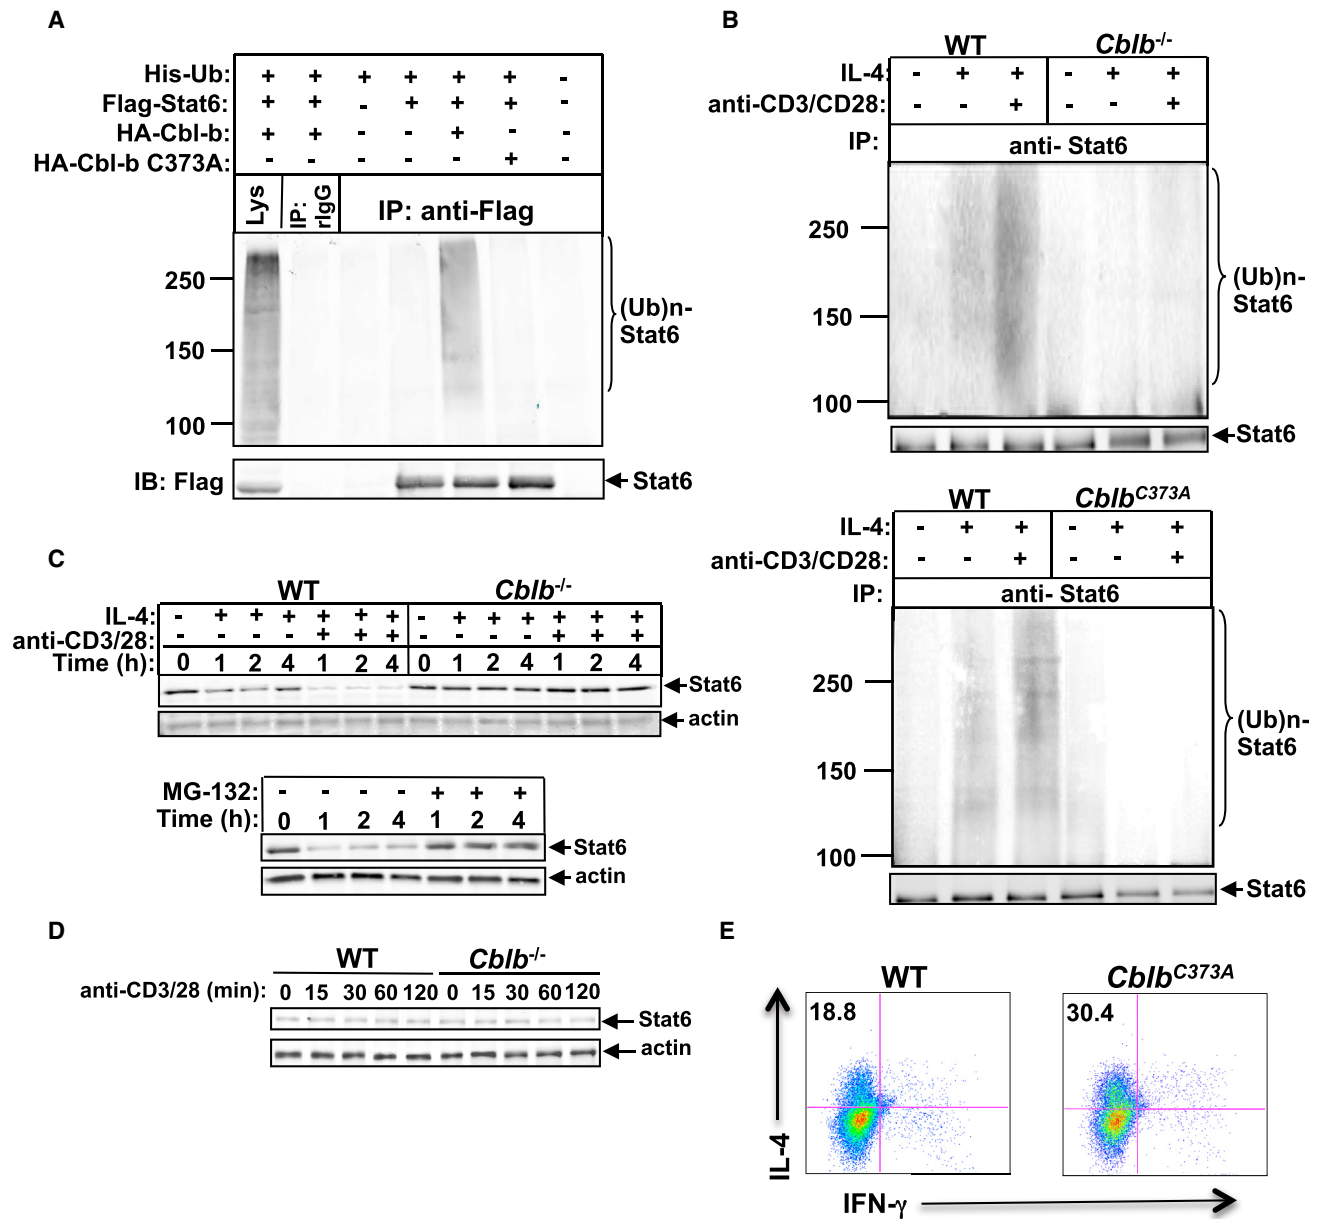 A
His-Ub: + + + + + + -
Flag-Stat6: + + - + + + -
HA-Cbl-b: + + - - + - -
HA-Cbl-b C373A: - - - - - + -
Lys IP: rIgG IP: anti-Flag
250
150
100
(Ub)n-
Stat6
IB: Flag
Stat6
B
WT Cblb-/-
IL-4: - + + - + +
anti-CD3/CD28: - - + - - +
IP: anti- Stat6
250
150
100
(Ub)n-
Stat6
Stat6
WT CblbC373A
IL-4: - + + - + +
anti-CD3/CD28: - - + - - +
IP: anti- Stat6
250
150
100
(Ub)n-
Stat6
Stat6
C
WT Cblb-/-
IL-4: - + + + + + + - + + + + + +
anti-CD3/28: - - - - + + + - - - - + + +
Time (h): 0 1 2 4 1 2 4 0 1 2 4 1 2 4
Stat6
actin
MG-132: - - - - + + +
Time (h): 0 1 2 4 1 2 4
Stat6
actin
D
WT Cblb-/-
anti-CD3/28 (min): 0 15 30 60 120 0 15 30 60 120
Stat6
actin
E
WT CblbC373A
18.8 30.4
IL-4
IFN-γ